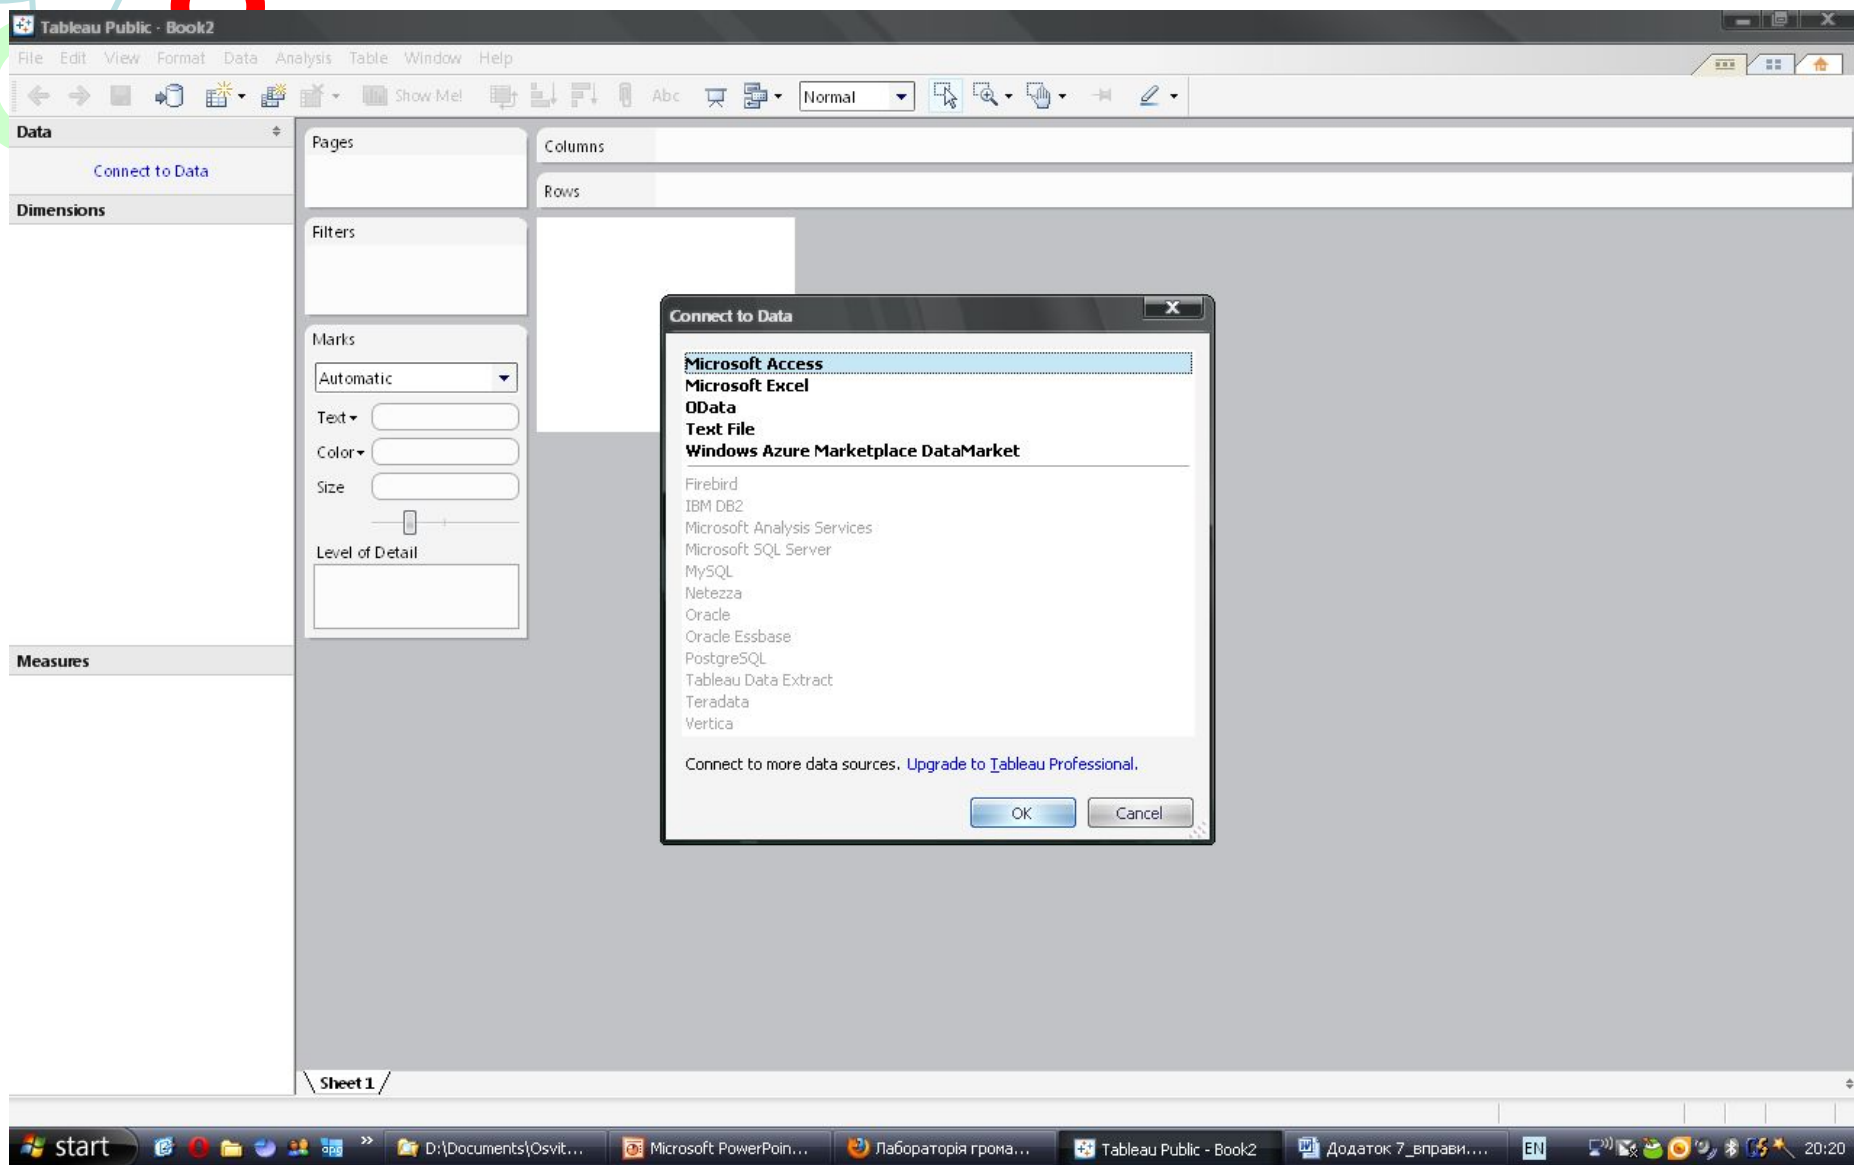 Tableau Public - Book2
File Edit View Format Data Analysis Table Window Help
Show Me! Abc Normal
Data
Connect to Data
Dimensions
Measures
Pages
Filters
Marks
Automatic
Text
Color
Size
Level of Detail
Columns
Rows
Connect to Data
Microsoft Access
Microsoft Excel
OData
Text File
Windows Azure Marketplace DataMarket
Firebird
IBM DB2
Microsoft Analysis Services
Microsoft SQL Server
MySQL
Netezza
Oracle
Oracle Essbase
PostgreSQL
Tableau Data Extract
Teradata
Vertica
Connect to more data sources. Upgrade to Tableau Professional.
OK Cancel
Sheet 1
start D:\Documents\Osvit... Microsoft PowerPoin... Лабораторія грома... Tableau Public - Book2 Додаток 7_вправи.... EN 20:20